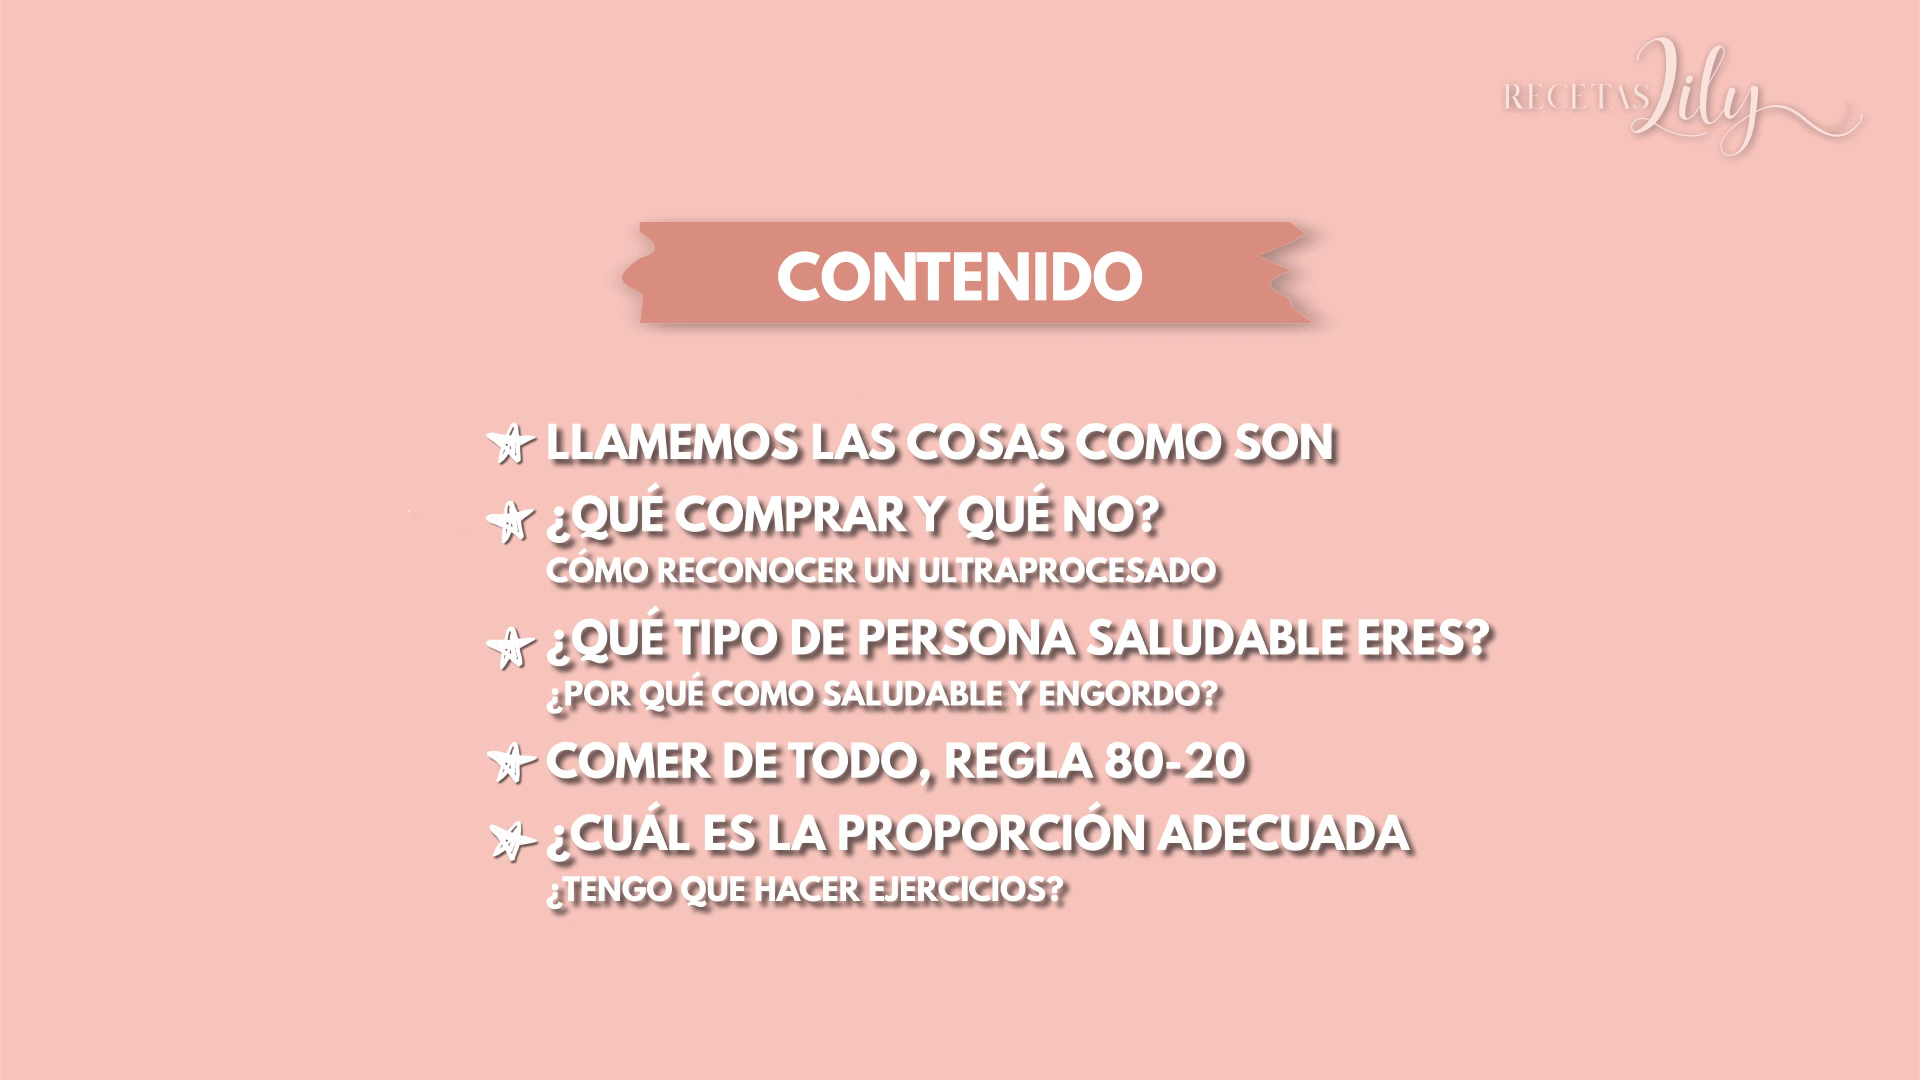 RECETAS Lily
CONTENIDO
LLAMEMOS LAS COSAS COMO SON
¿QUÉ COMPRAR Y QUÉ NO?
CÓMO RECONOCER UN ULTRAPROCESADO
¿QUÉ TIPO DE PERSONA SALUDABLE ERES?
¿POR QUÉ COMO SALUDABLE Y ENGORDO?
COMER DE TODO, REGLA 80-20
¿CUÁL ES LA PROPORCIÓN ADECUADA
¿TENGO QUE HACER EJERCICIOS?